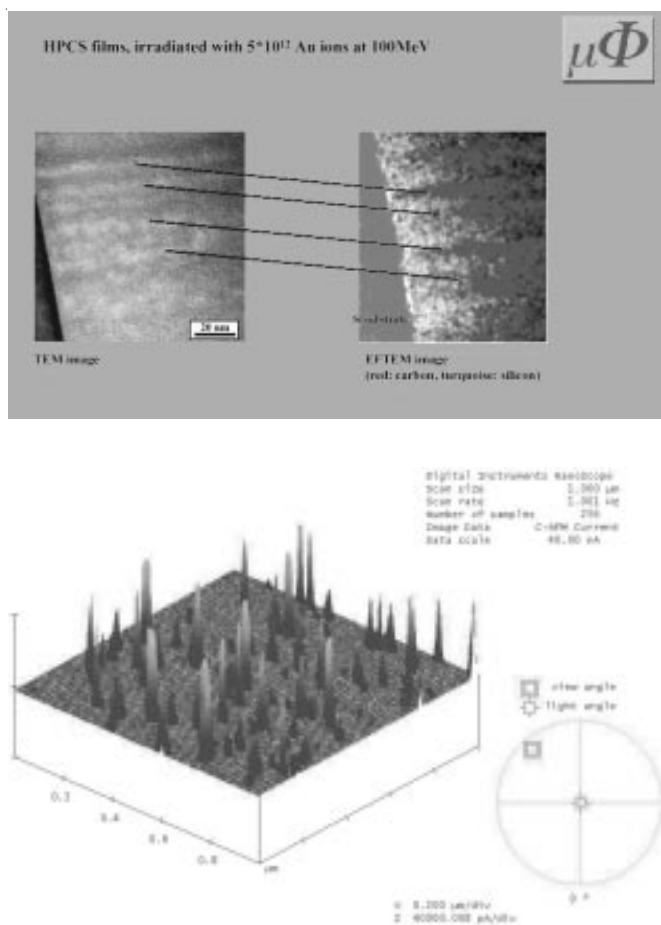 HPCS films, irradiated with 5*10¹² Au ions at 100MeV
μΦ
20 nm
TEM image
EFTEM image
(red: carbon, turquoise: silicon)
Digital Instruments NanoScope
Scan size 1.000 μm
Scan rate 1.001 Hz
Number of samples 256
Image Data C-AFM Current
Data scale 40.00 nA
view angle
light angle
0.2
0.4
0.6
0.8
μm
X 0.200 μm/div
Z 40000.000 pA/div